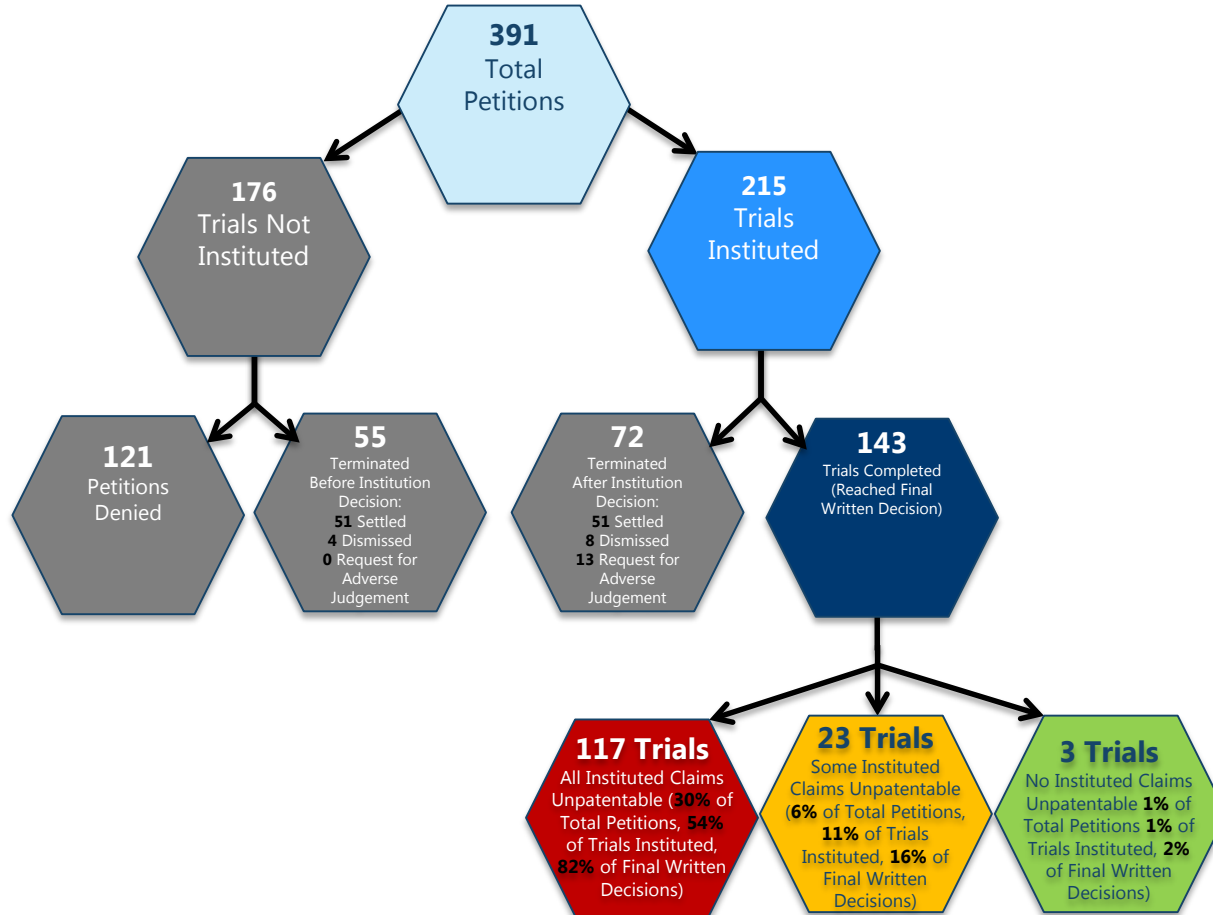 391
Total
Petitions
176
Trials Not
Instituted
215
Trials
Instituted
121
Petitions
Denied
55
Terminated
Before Institution
Decision:
51 Settled
4 Dismissed
0 Request for
Adverse
Judgement
72
Terminated
After Institution
Decision:
51 Settled
8 Dismissed
13 Request for
Adverse
Judgement
143
Trials Completed
(Reached Final
Written Decision)
117 Trials
All Instituted Claims
Unpatentable (30% of
Total Petitions, 54%
of Trials Instituted,
82% of Final Written
Decisions)
23 Trials
Some Instituted
Claims Unpatentable
(6% of Total Petitions,
11% of Trials
Instituted, 16% of
Final Written
Decisions)
3 Trials
No Instituted Claims
Unpatentable 1% of
Total Petitions 1% of
Trials Instituted, 2%
of Final Written
Decisions)